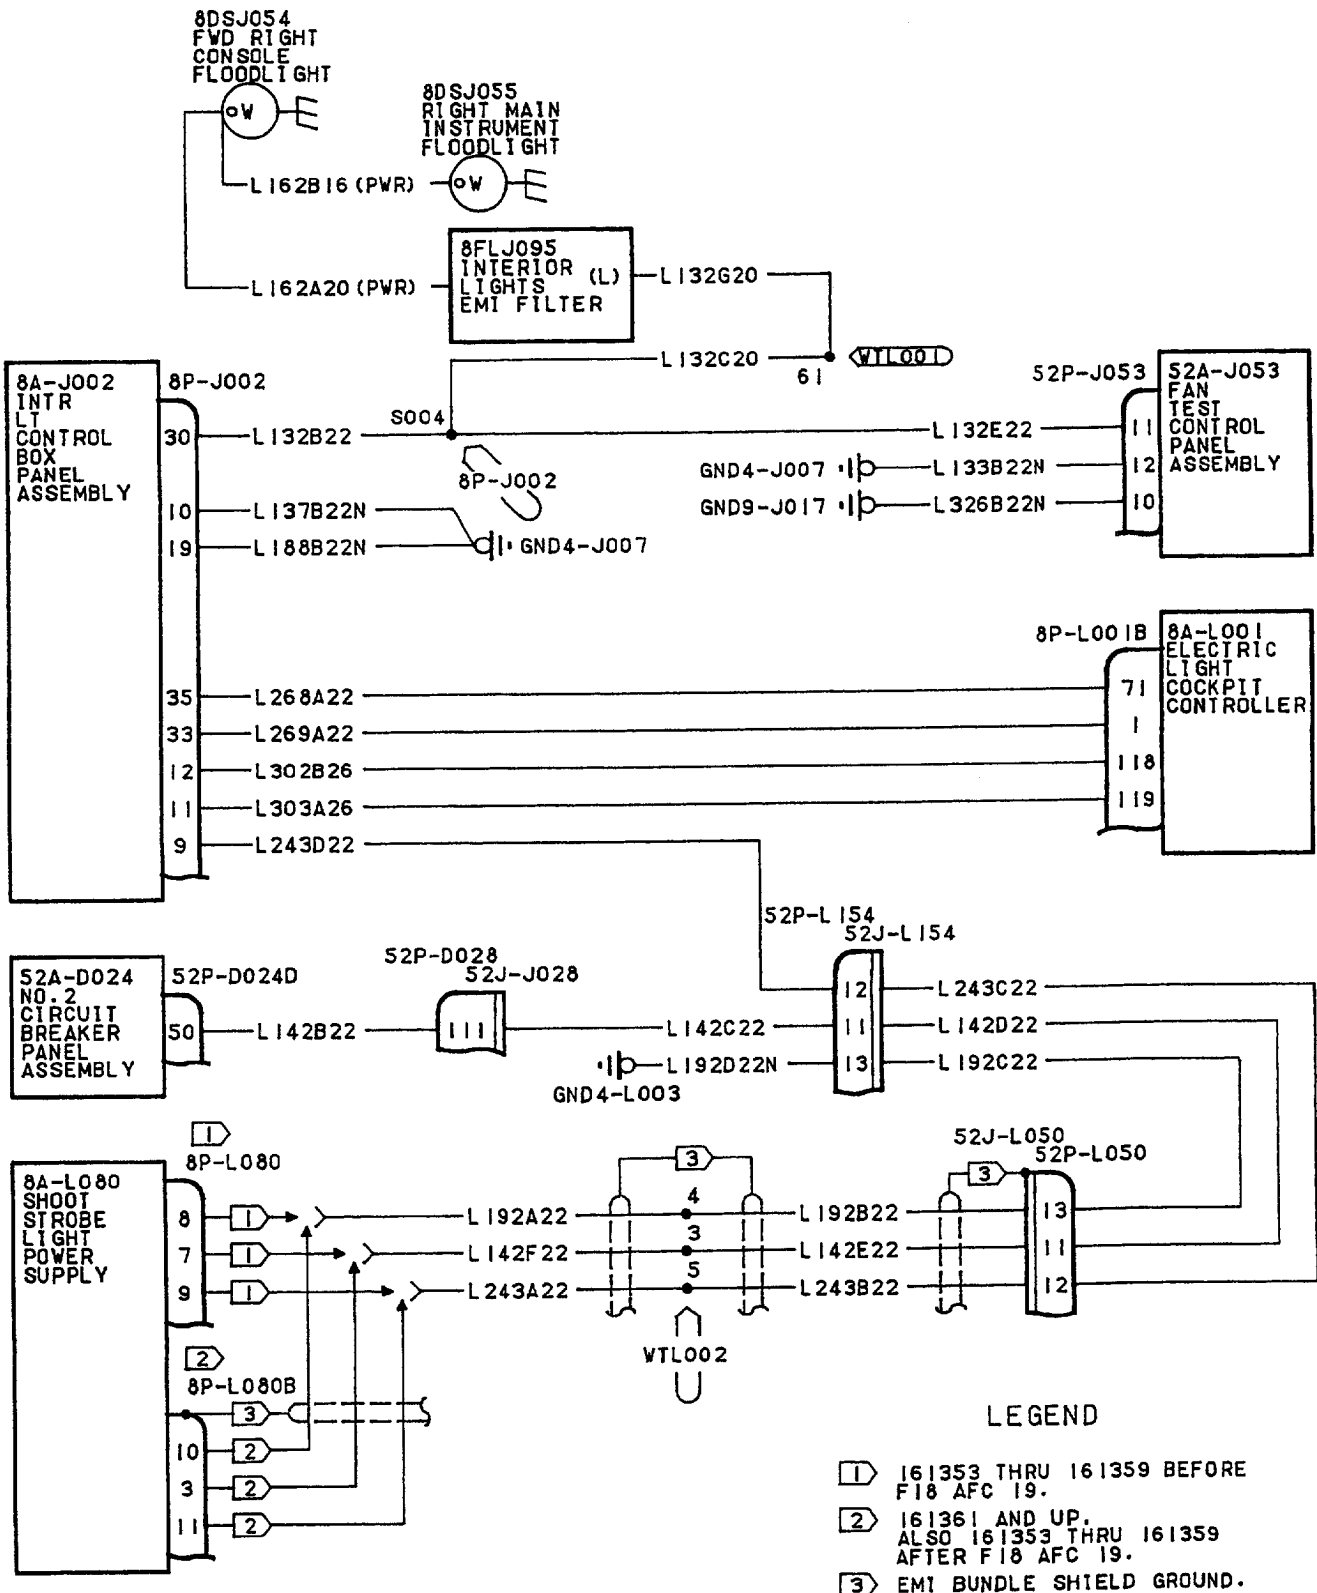 8DSJ054
FWD RIGHT
CONSOLE
FLOODLIGHT
W
8DSJ055
RIGHT MAIN
INSTRUMENT
FLOODLIGHT
L162B16(PWR)
W
8FLJ095
INTERIOR (L)
LIGHTS
EMI FILTER
L132G20
L162A20(PWR)
L132C20
WTL001
61
8A-J002
INTR
LT
CONTROL
BOX
PANEL
ASSEMBLY
8P-J002
30
L132B22
S004
8P-J002
10
L137B22N
19
L188B22N
GND4-J007
52P-J053
52A-J053
FAN
TEST
CONTROL
PANEL
ASSEMBLY
L132E22
11
GND4-J007
L133B22N
12
GND9-J017
L326B22N
10
8P-L001B
8A-L001
ELECTRIC
LIGHT
COCKPIT
CONTROLLER
35
L268A22
71
33
L269A22
1
12
L302B26
118
11
L303A26
119
9
L243D22
52P-L154
52J-L154
52A-D024
NO.2
CIRCUIT
BREAKER
PANEL
ASSEMBLY
52P-D024D
50
L142B22
52P-D028
52J-J028
111
L142C22
12
L243C22
11
L142D22
GND4-L003
L192D22N
13
L192C22
1
8P-L080
8A-L080
SHOOT
STROBE
LIGHT
POWER
SUPPLY
3
52J-L050
52P-L050
3
8
1
L192A22
4
L192B22
13
7
1
L142F22
3
L142E22
11
9
1
L243A22
5
L243B22
12
WTL002
2
8P-L080B
3
10
2
3
2
11
2
LEGEND
1 161353 THRU 161359 BEFORE
F18 AFC 19.
2 161361 AND UP.
ALSO 161353 THRU 161359
AFTER F18 AFC 19.
3 EMI BUNDLE SHIELD GROUND.